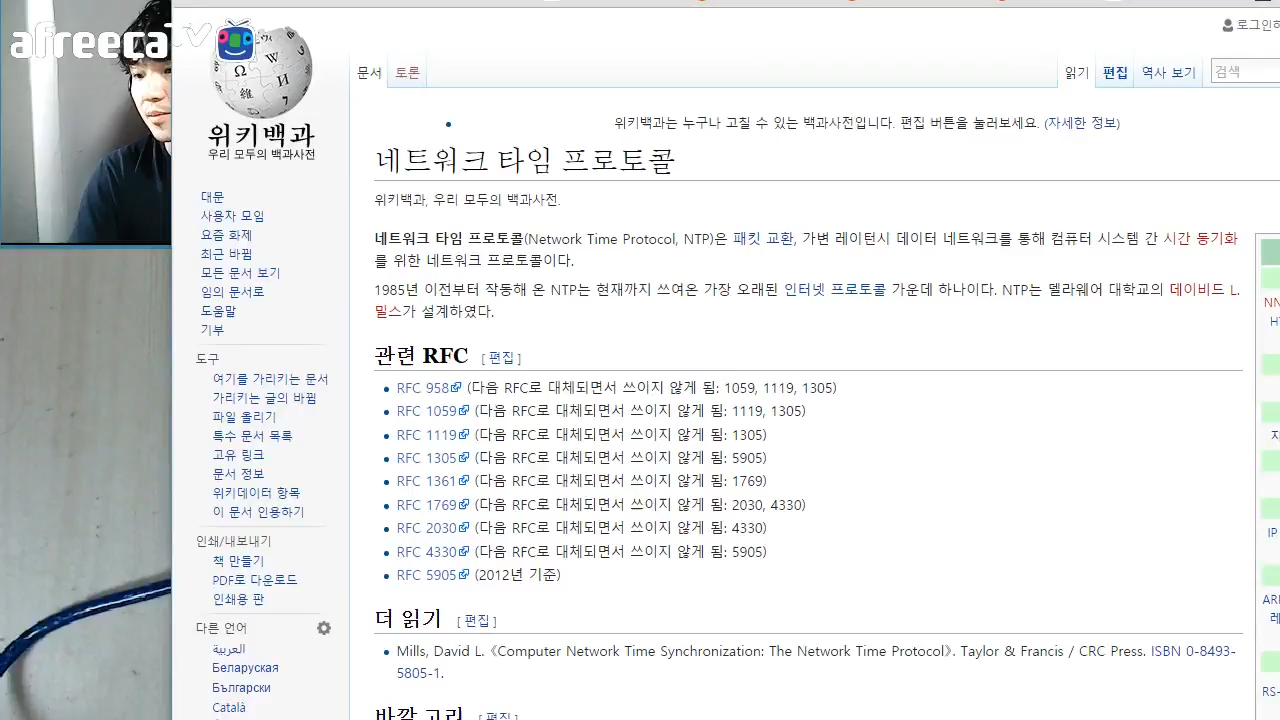 afreecaTV
위키백과
우리 모두의 백과사전
대문
사용자 모임
요즘 화제
최근 바뀜
모든 문서 보기
임의 문서로
도움말
기부
도구
여기를 가리키는 문서
가리키는 글의 바뀜
파일 올리기
특수 문서 목록
고유 링크
문서 정보
위키데이터 항목
이 문서 인용하기
인쇄/내보내기
책 만들기
PDF로 다운로드
인쇄용 판
다른 언어
العربية
Беларуская
Български
Català
로그인
문서 토론 읽기 편집 역사 보기 검색
위키백과는 누구나 고칠 수 있는 백과사전입니다. 편집 버튼을 눌러보세요. (자세한 정보)
네트워크 타임 프로토콜
위키백과, 우리 모두의 백과사전.
네트워크 타임 프로토콜(Network Time Protocol, NTP)은 패킷 교환, 가변 레이턴시 데이터 네트워크를 통해 컴퓨터 시스템 간 시간 동기화
를 위한 네트워크 프로토콜이다.
1985년 이전부터 작동해 온 NTP는 현재까지 쓰여온 가장 오래된 인터넷 프로토콜 가운데 하나이다. NTP는 델라웨어 대학교의 데이비드 L.
밀스가 설계하였다.
관련 RFC [편집]
RFC 958 (다음 RFC로 대체되면서 쓰이지 않게 됨: 1059, 1119, 1305)
RFC 1059 (다음 RFC로 대체되면서 쓰이지 않게 됨: 1119, 1305)
RFC 1119 (다음 RFC로 대체되면서 쓰이지 않게 됨: 1305)
RFC 1305 (다음 RFC로 대체되면서 쓰이지 않게 됨: 5905)
RFC 1361 (다음 RFC로 대체되면서 쓰이지 않게 됨: 1769)
RFC 1769 (다음 RFC로 대체되면서 쓰이지 않게 됨: 2030, 4330)
RFC 2030 (다음 RFC로 대체되면서 쓰이지 않게 됨: 4330)
RFC 4330 (다음 RFC로 대체되면서 쓰이지 않게 됨: 5905)
RFC 5905 (2012년 기준)
더 읽기 [편집]
Mills, David L. 《Computer Network Time Synchronization: The Network Time Protocol》. Taylor & Francis / CRC Press. ISBN 0-8493-
5805-1.
바깥 고리 [편집]
IP